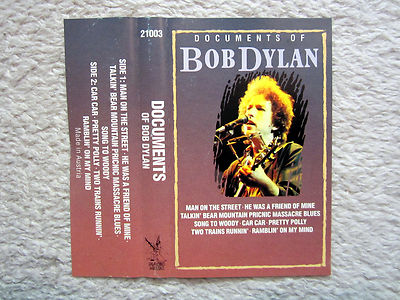 21003
DOCUMENTS
OF BOB DYLAN
SIDE 1: MAN ON THE STREET · HE WAS A FRIEND OF MINE ·
TALKIN' BEAR MOUNTAIN PRICNIC MASSACRE BLUES ·
SONG TO WOODY
SIDE 2: CAR CAR · PRETTY POLLY · TWO TRAINS RUNNIN' ·
RAMBLIN' ON MY MIND
Made in Austria
DOCUMENTS OF
BOB DYLAN
MAN ON THE STREET · HE WAS A FRIEND OF MINE
TALKIN' BEAR MOUNTAIN PRICNIC MASSACRE BLUES
SONG TO WOODY · CAR CAR · PRETTY POLLY
TWO TRAINS RUNNIN' · RAMBLIN' ON MY MIND